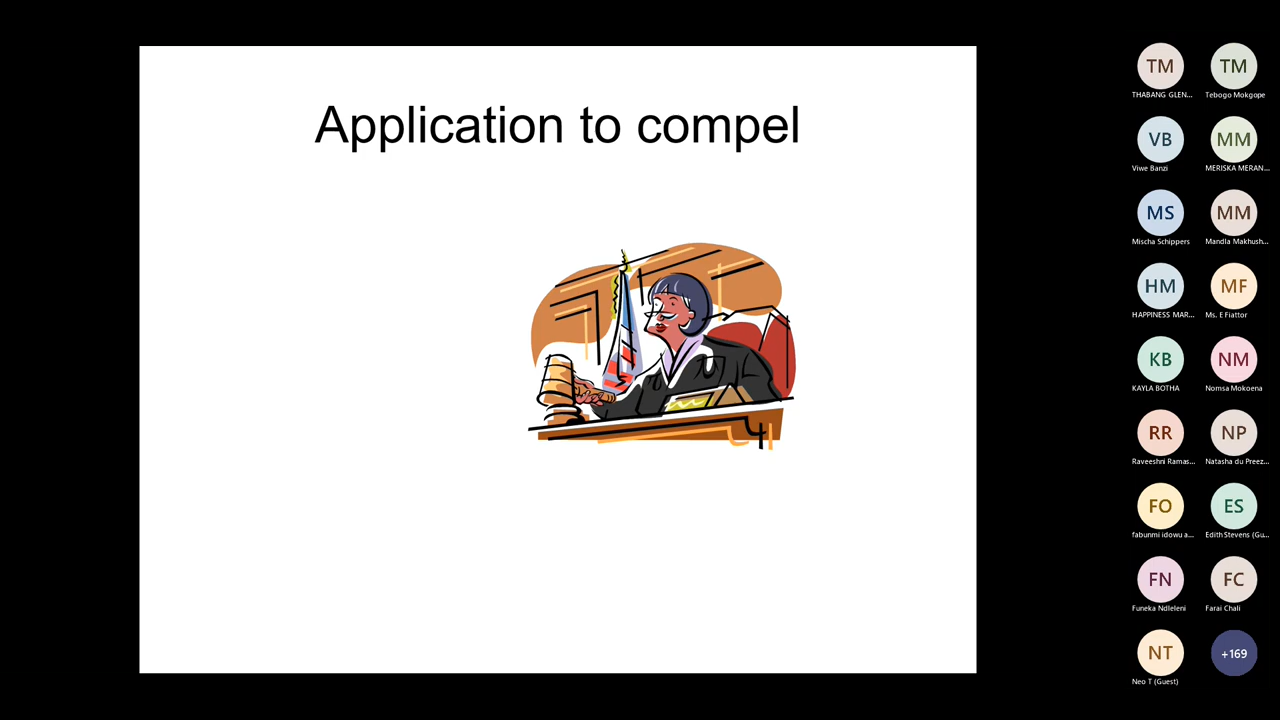 Application to compel
TM TM
THABANG GLEN... Tebogo Mokgope
VB MM
Viwe Banzi MERISKA MERAN...
MS MM
Mischa Schippers Mandla Makhush...
HM MF
HAPPINESS MAR... Ms. E Fiattor
KB NM
KAYLA BOTHA Nomsa Mokoena
RR NP
Raveeshni Ramas... Natasha du Preez...
FO ES
fabunmi idowu a... Edith Stevens (Gu...
FN FC
Funeka Ndleleni Farai Chali
NT +169
Neo T (Guest)